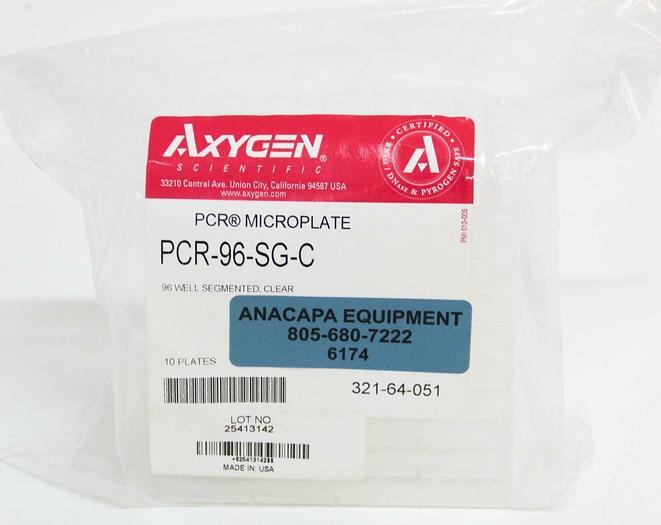 AXYGEN®
SCIENTIFIC
33210 Central Ave. Union City, California 94587 USA
www.axygen.com
CERTIFIED
DNase & PYROGEN SAFE
PCR® MICROPLATE
PMI 010-005
PCR-96-SG-C
96 WELL SEGMENTED, CLEAR
ANACAPA EQUIPMENT
805-680-7222
6174
10 PLATES
321-64-051
LOT NO.
25413142
MADE IN: USA